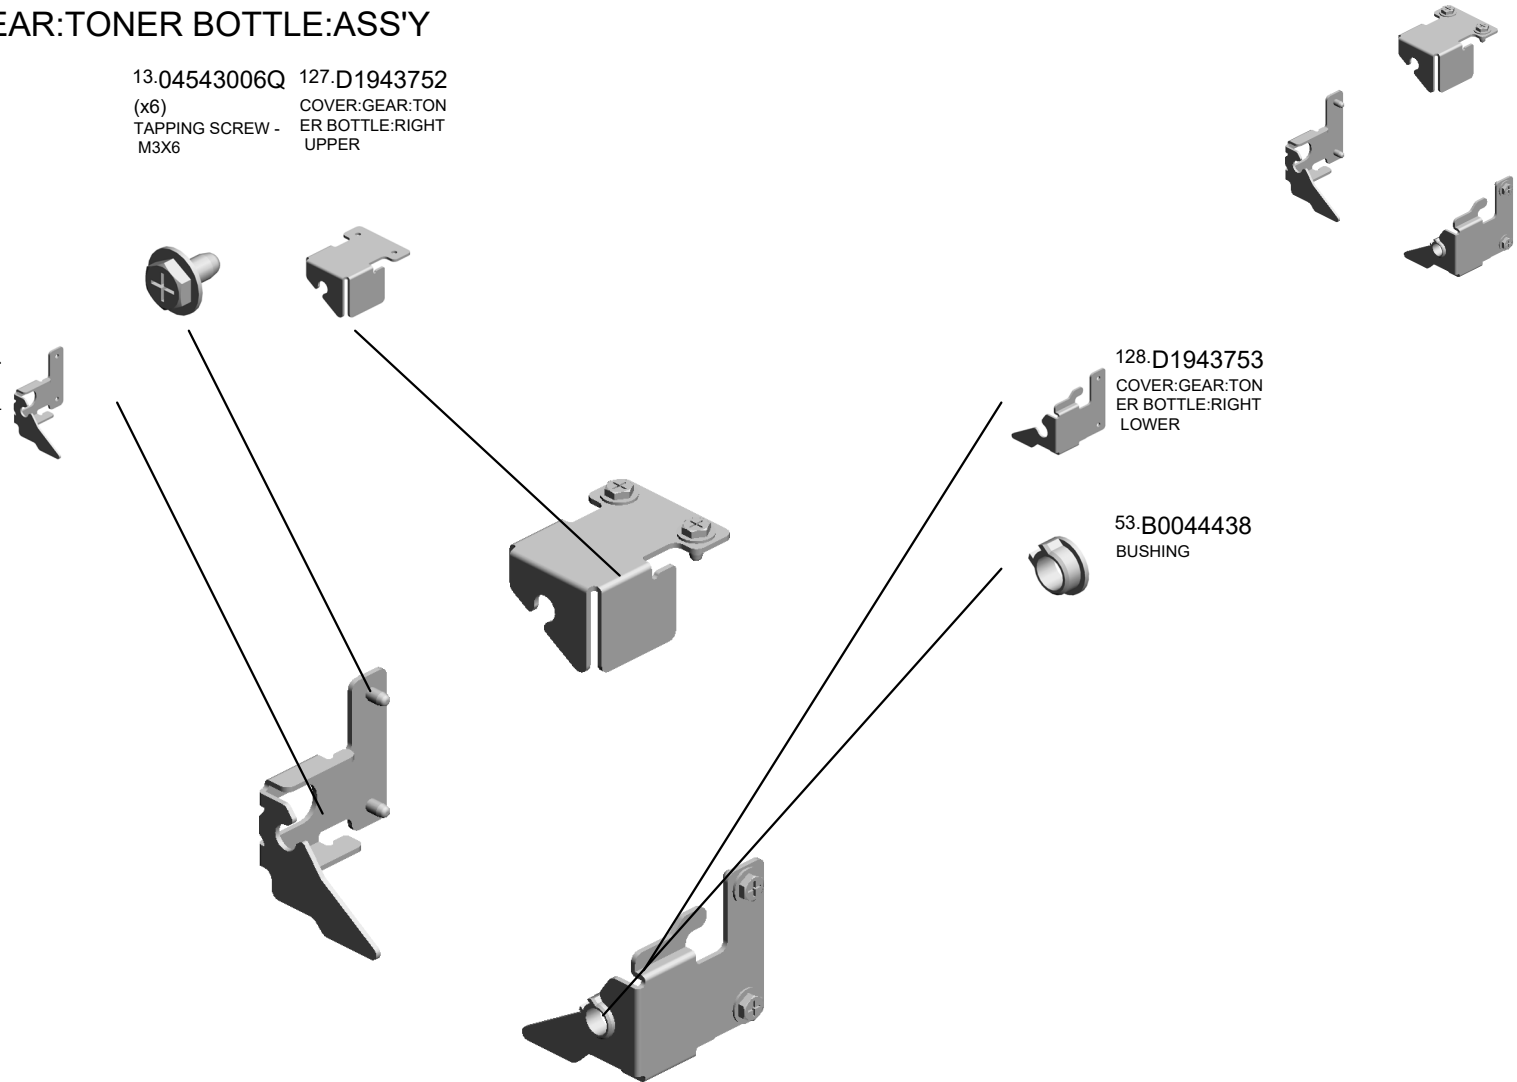 EAR:TONER BOTTLE:ASS'Y
13.04543006Q
(x6)
TAPPING SCREW -
M3X6
127.D1943752
COVER:GEAR:TON
ER BOTTLE:RIGHT
UPPER
128.D1943753
COVER:GEAR:TON
ER BOTTLE:RIGHT
LOWER
53.B0044438
BUSHING